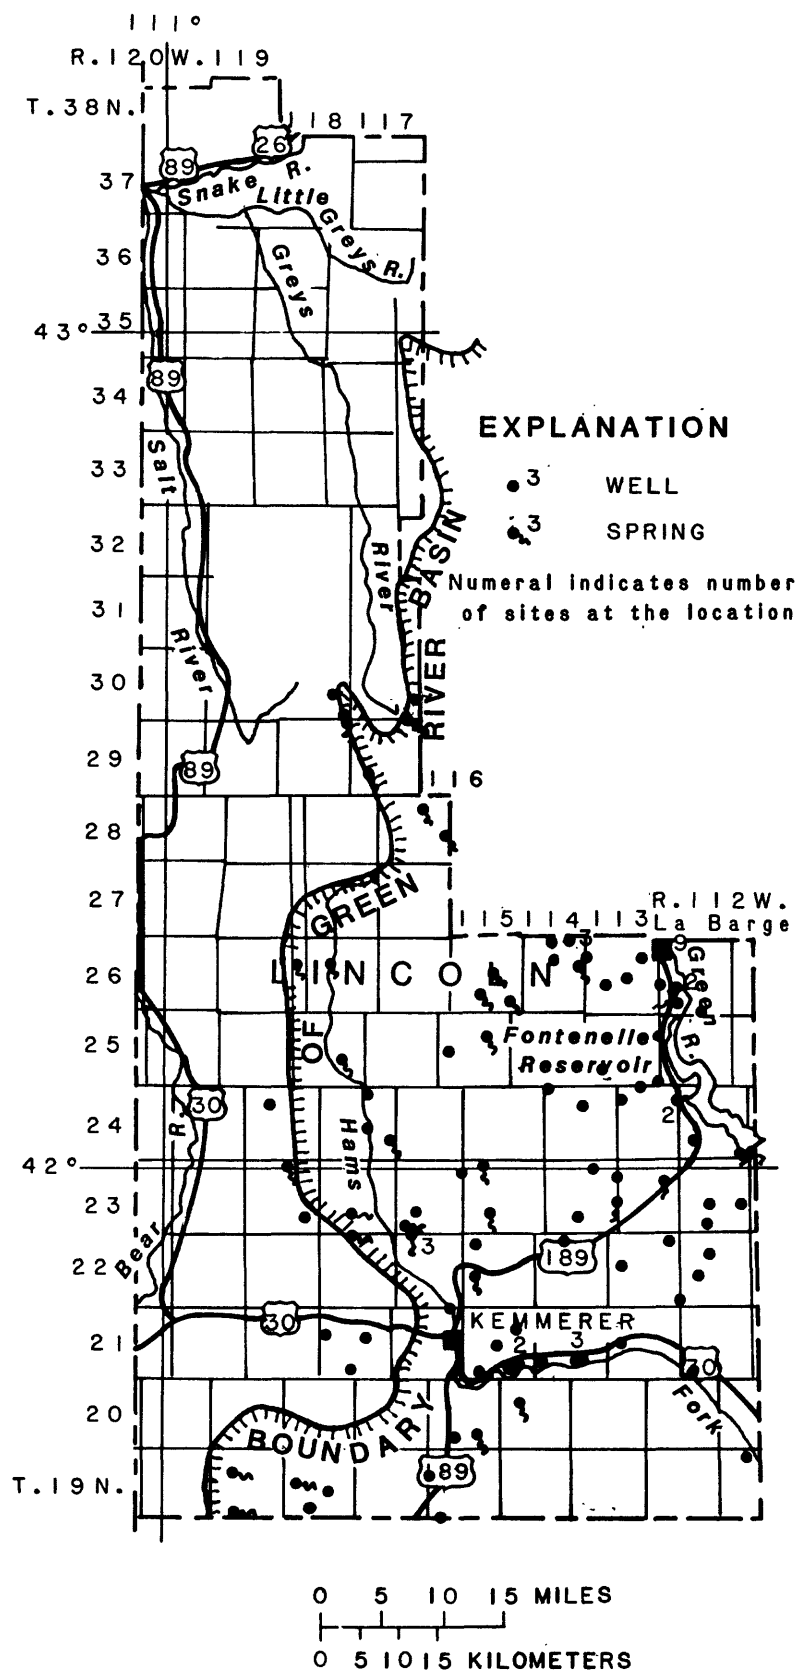 111°
R.120W.119
T.38N.
118 117
26
89
37
Snake R.
Little Greys R.
36
Greys River
35
43°
89
34
EXPLANATION
33
Salt River
3 WELL
3 SPRING
32
Numeral indicates number
of sites at the location
31
30
29
89
116
28
27
R.112W.
115 114 113
La Barge
GREEN RIVER BASIN
3
9
26
LINCOLN
Green R.
2
OF
25
Fontenelle
Reservoir
30
24
R.
2
Hams
42°
23
Bear
3
22
189
30
KEMMERER
21
2
3
30
20
Fork
BOUNDARY
T.19N.
189
0 5 10 15 MILES
0 5 10 15 KILOMETERS